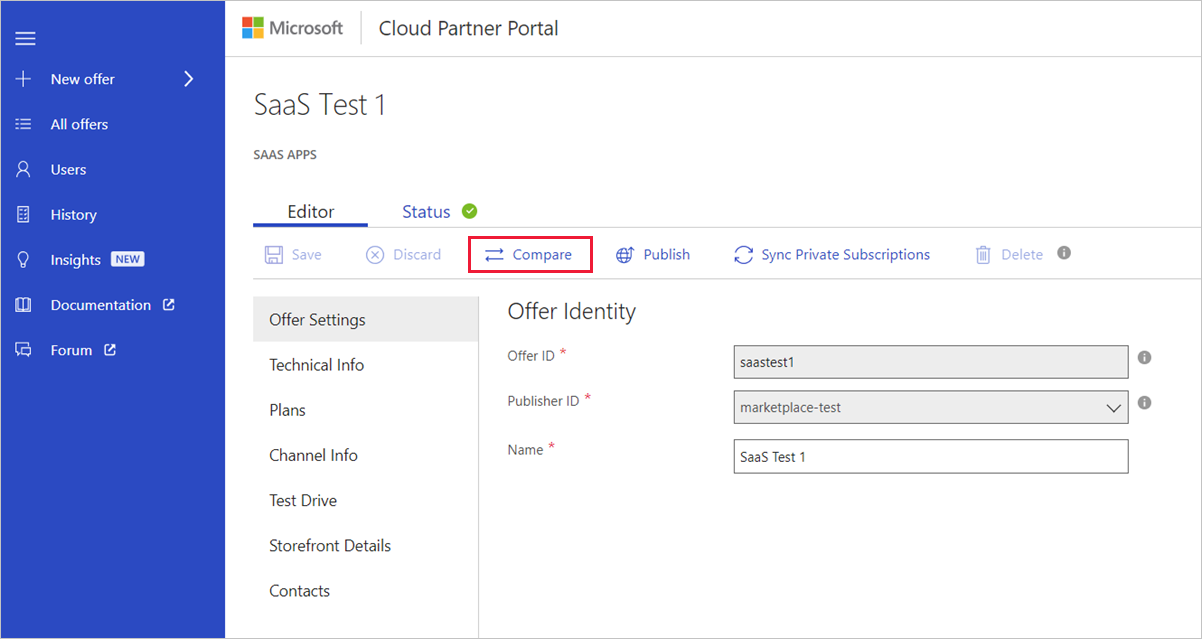 Microsoft Cloud Partner Portal
New offer
All offers
Users
History
Insights NEW
Documentation
Forum
SaaS Test 1
SAAS APPS
Editor Status
Save Discard Compare Publish Sync Private Subscriptions Delete
Offer Settings
Technical Info
Plans
Channel Info
Test Drive
Storefront Details
Contacts
Offer Identity
Offer ID * saastest1
Publisher ID * marketplace-test
Name * SaaS Test 1